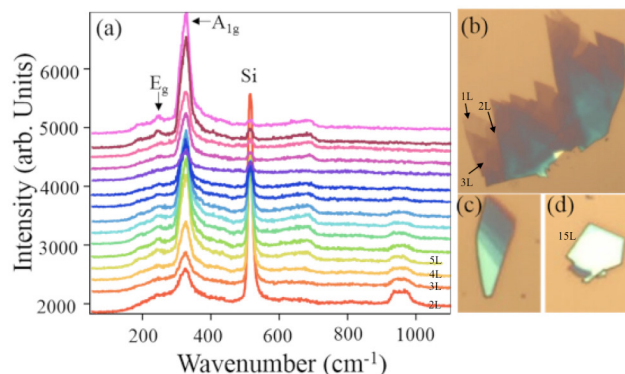 (a)
A1g
Eg
Si
Intensity (arb. Units)
6000
5000
4000
3000
2000
5L
4L
3L
2L
200
400
600
800
1000
Wavenumber (cm-1)
(b)
1L
2L
3L
(c)
(d)
15L